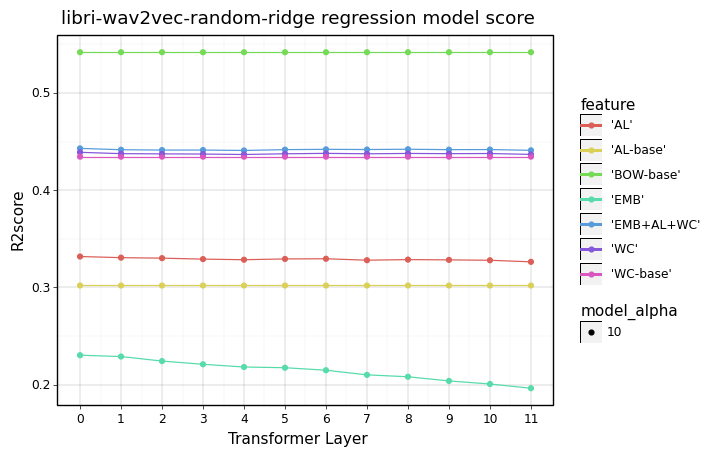 libri-wav2vec-random-ridge regression model score
R2score
0.5
0.4
0.3
0.2
0 1 2 3 4 5 6 7 8 9 10 11
Transformer Layer
feature
'AL'
'AL-base'
'BOW-base'
'EMB'
'EMB+AL+WC'
'WC'
'WC-base'
model_alpha
10